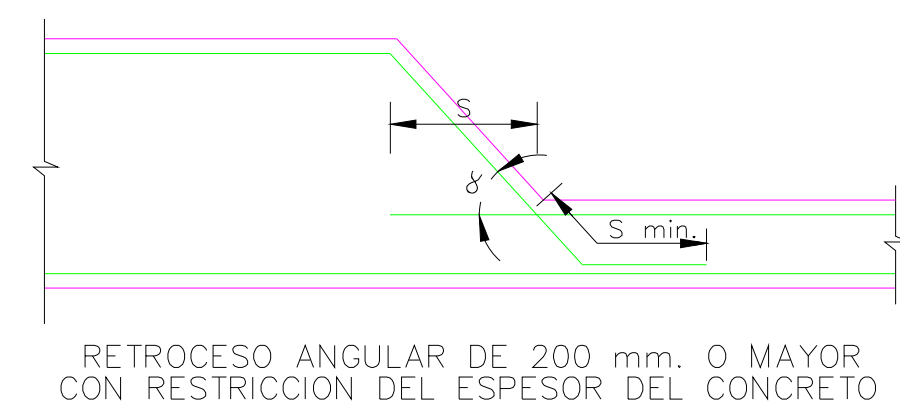 S
γ
S min.
RETROCESO ANGULAR DE 200 mm. O MAYOR
CON RESTRICCION DEL ESPESOR DEL CONCRETO